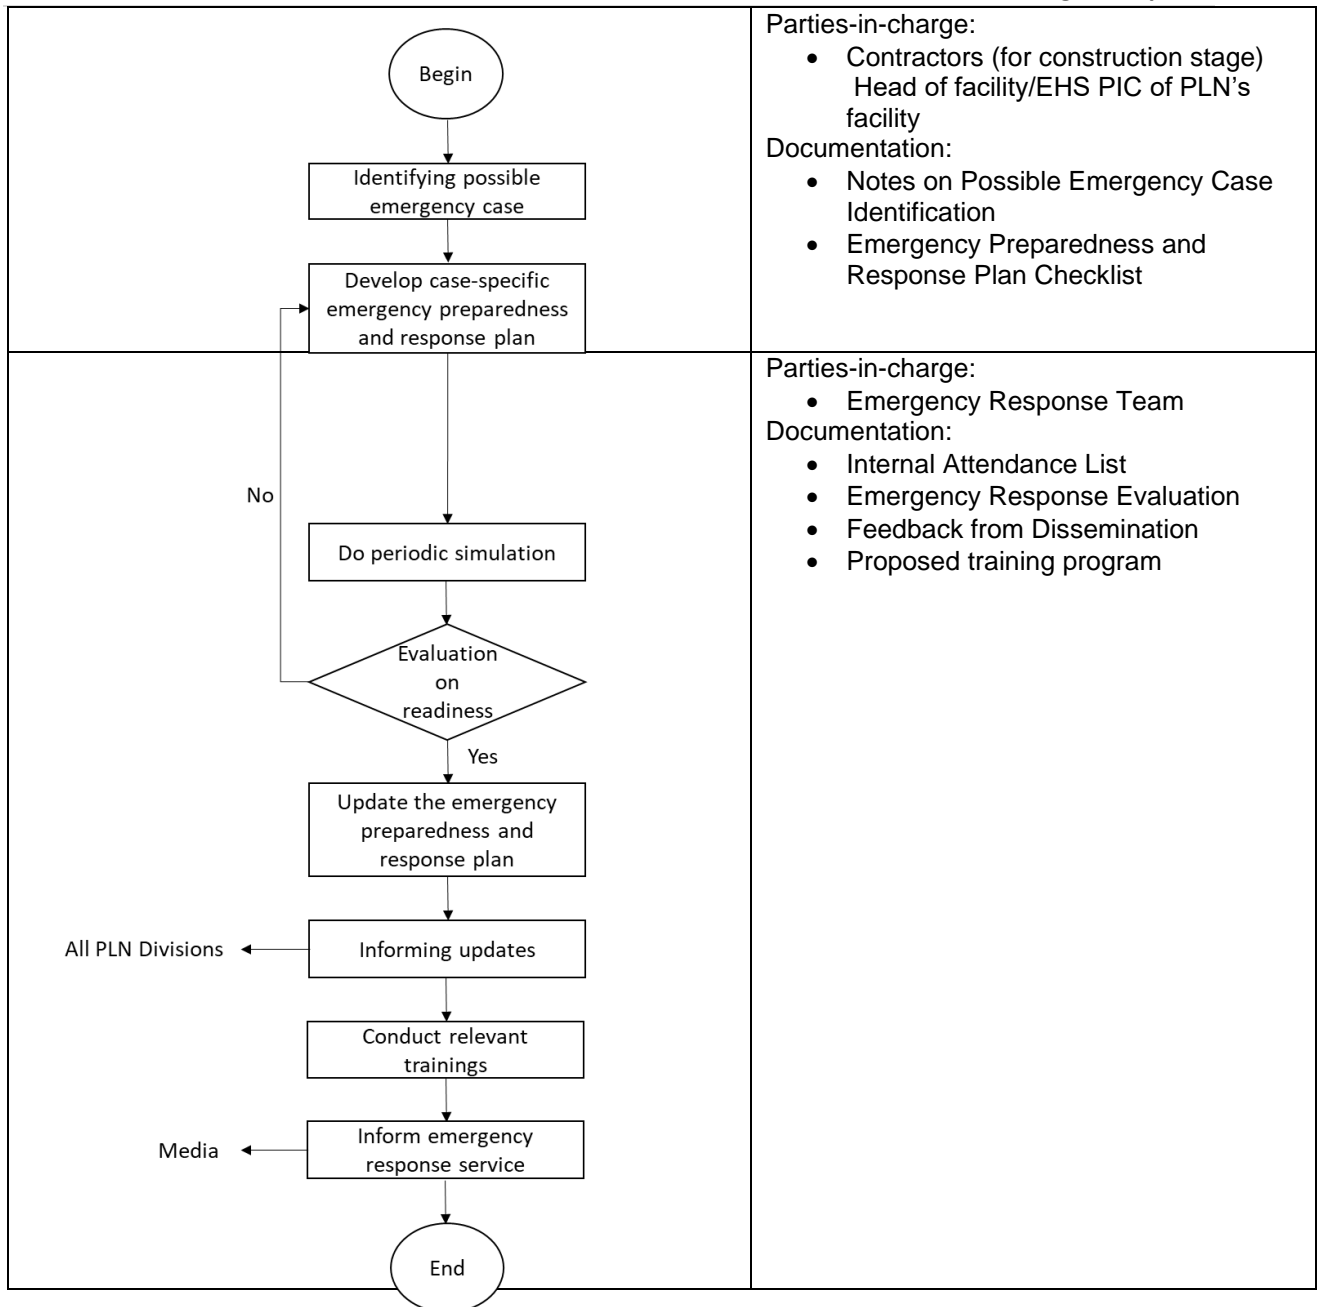 Begin
Identifying possible
emergency case
Develop case-specific
emergency preparedness
and response plan
Parties-in-charge:
• Contractors (for construction stage)
Head of facility/EHS PIC of PLN’s
facility
Documentation:
• Notes on Possible Emergency Case
Identification
• Emergency Preparedness and
Response Plan Checklist
No
Do periodic simulation
Evaluation
on
readiness
Yes
Update the emergency
preparedness and
response plan
All PLN Divisions
Informing updates
Conduct relevant
trainings
Media
Inform emergency
response service
End
Parties-in-charge:
• Emergency Response Team
Documentation:
• Internal Attendance List
• Emergency Response Evaluation
• Feedback from Dissemination
• Proposed training program